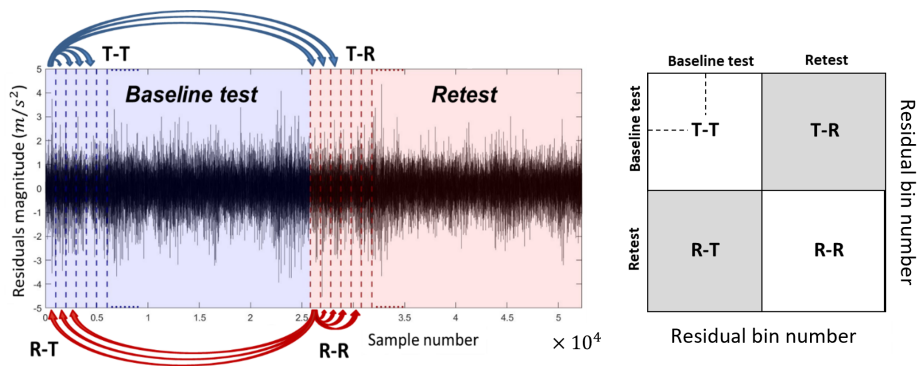 T-T
T-R
Baseline test
Retest
Residuals magnitude (m/s²)
5
4
3
2
1
0
-1
-2
-3
-4
-5
0
0.5
1
1.5
2
2.5
3
3.5
4
4.5
5
Sample number
× 10⁴
R-T
R-R
Baseline test
Retest
Baseline test
T-T
T-R
Retest
R-T
R-R
Residual bin number
Residual bin number